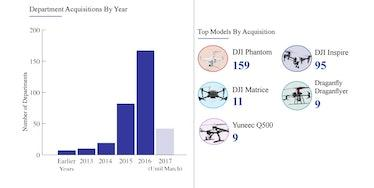 Department Acquisitions By Year
200
150
100
50
0
Number of Departments
Earlier
Years
2013
2014
2015
2016
2017
(Until March)
Top Models By Acquisition
DJI Phantom
159
DJI Inspire
95
DJI Matrice
11
Draganfly
Draganflyer
9
Yuneec Q500
9